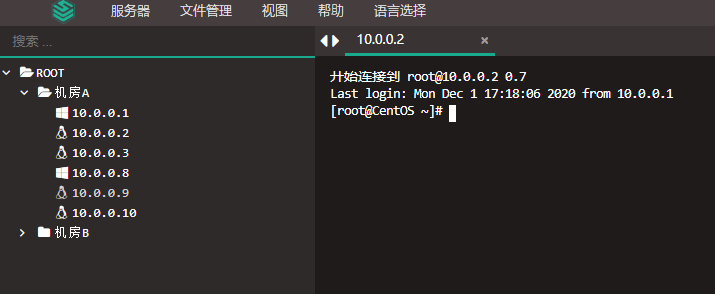 服务器 文件管理 视图 帮助 语言选择
搜索 ...
ROOT
机房A
10.0.0.1
10.0.0.2
10.0.0.3
10.0.0.8
10.0.0.9
10.0.0.10
机房B
10.0.0.2 ×
开始连接到 root@10.0.0.2 0.7
Last login: Mon Dec 1 17:18:06 2020 from 10.0.0.1
[root@CentOS ~]#